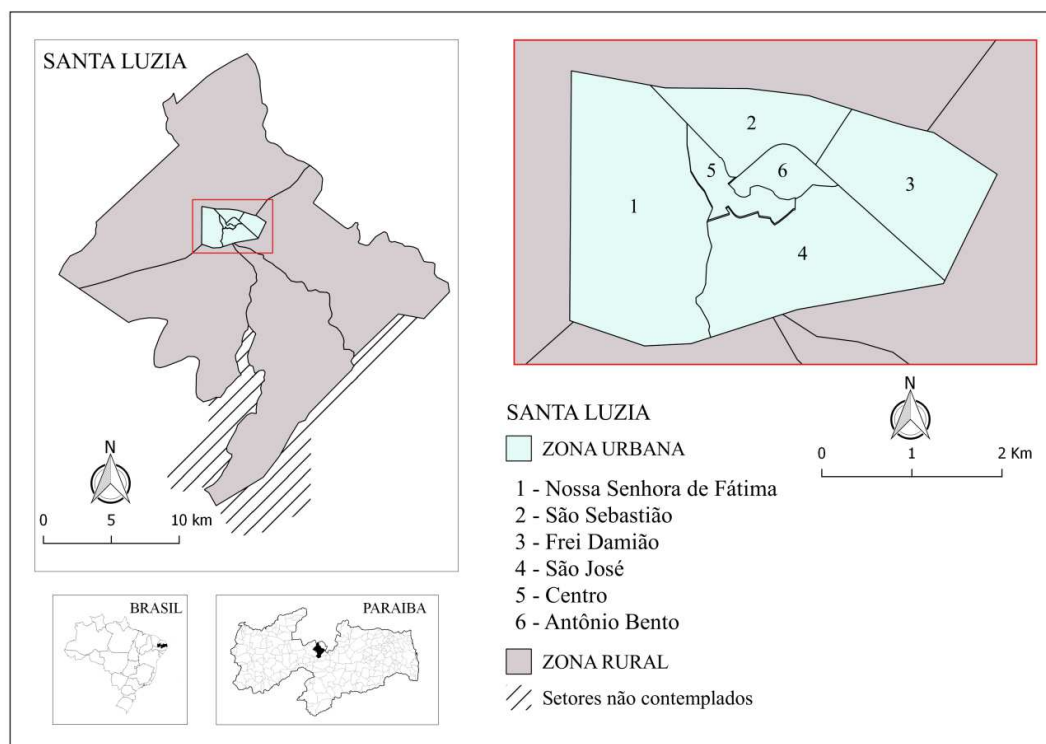 SANTA LUZIA
N
0 5 10 km
BRASIL
PARAIBA
1
2
3
4
5
6
N
0 1 2 Km
SANTA LUZIA
ZONA URBANA
1 - Nossa Senhora de Fátima
2 - São Sebastião
3 - Frei Damião
4 - São José
5 - Centro
6 - Antônio Bento
ZONA RURAL
Setores não contemplados